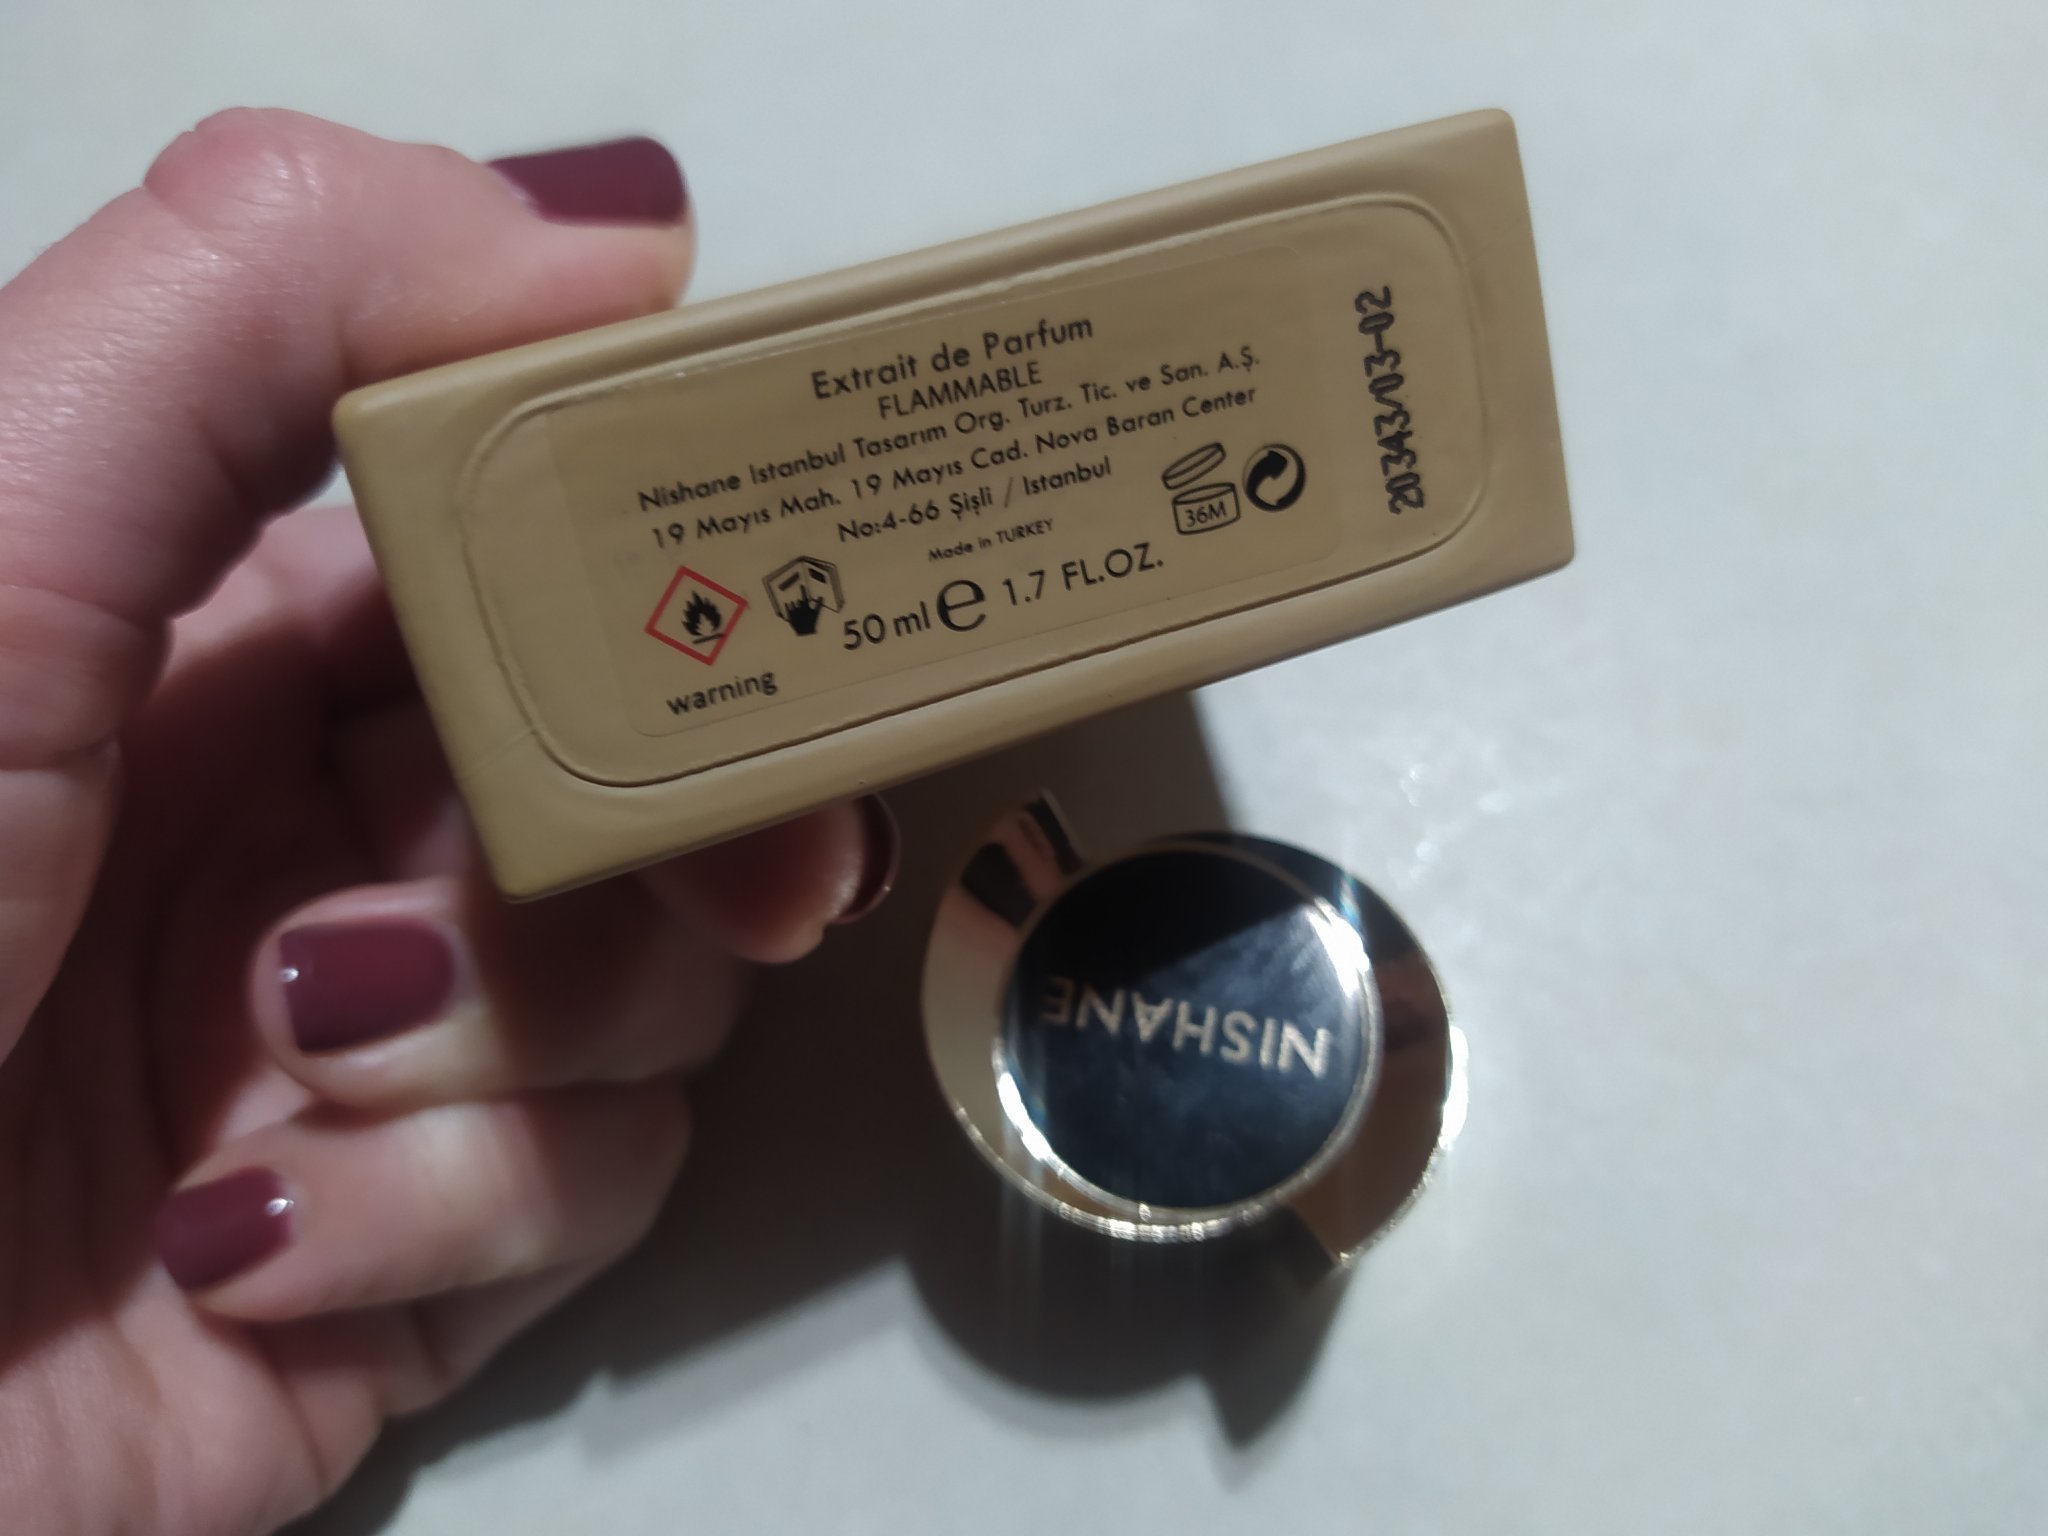 Extrait de Parfum
FLAMMABLE
Nishane Istanbul Tasarım Org. Turz. Tic. ve San. A.Ş.
19 Mayıs Mah. 19 Mayıs Cad. Nova Baran Center
No:4-66 Şişli / Istanbul
Made in TURKEY
36M
50 ml e 1.7 FL.OZ.
warning
20343/03-02
NISHANE